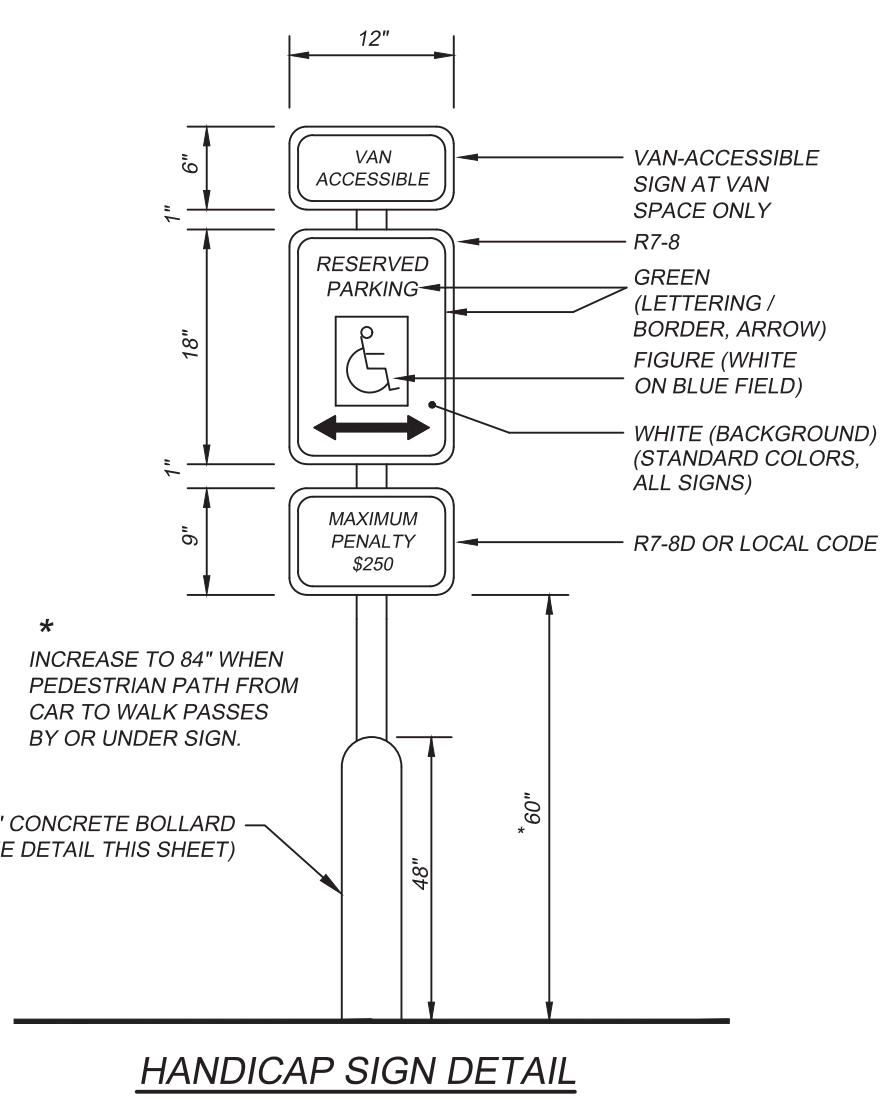 12"
6"
1"
18"
1"
9"
VAN
ACCESSIBLE
RESERVED
PARKING
MAXIMUM
PENALTY
$250
VAN-ACCESSIBLE
SIGN AT VAN
SPACE ONLY
R7-8
GREEN
(LETTERING /
BORDER, ARROW)
FIGURE (WHITE
ON BLUE FIELD)
WHITE (BACKGROUND)
(STANDARD COLORS,
ALL SIGNS)
R7-8D OR LOCAL CODE
*
INCREASE TO 84" WHEN
PEDESTRIAN PATH FROM
CAR TO WALK PASSES
BY OR UNDER SIGN.
" CONCRETE BOLLARD
E DETAIL THIS SHEET)
48"
* 60"
HANDICAP SIGN DETAIL